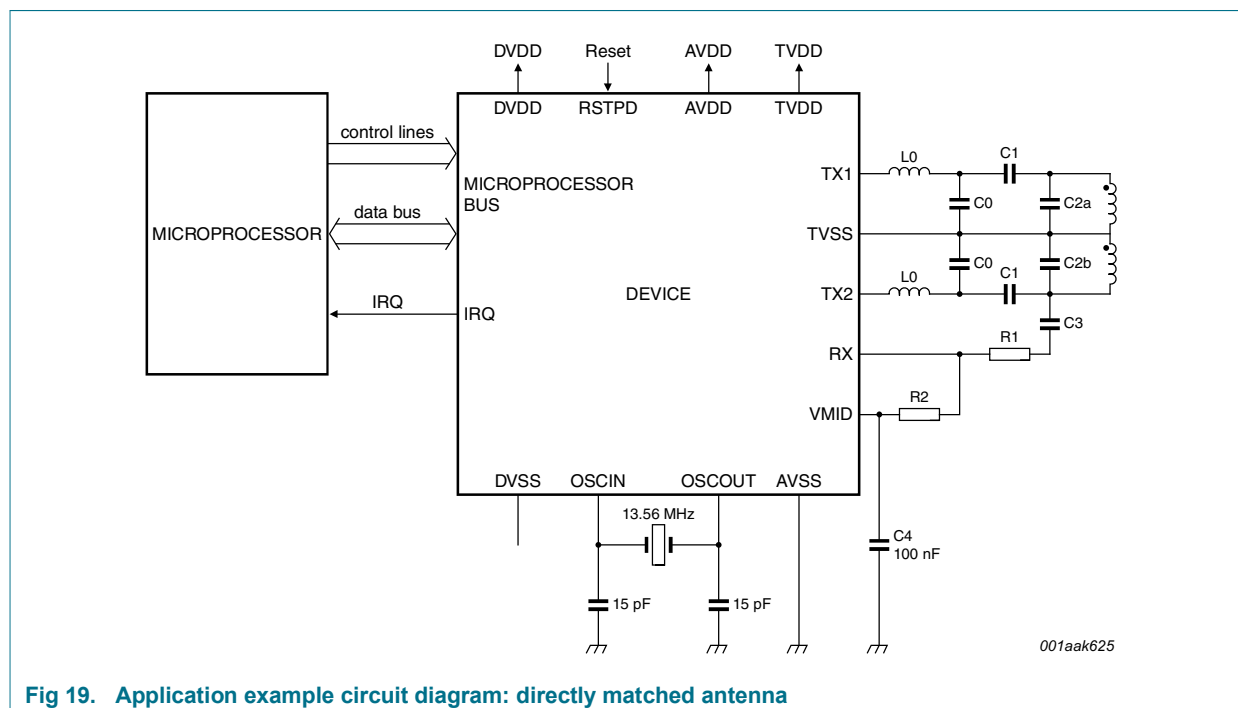 DVDD Reset AVDD TVDD
DVDD RSTPD AVDD TVDD
control lines
MICROPROCESSOR
BUS
data bus
MICROPROCESSOR
IRQ
IRQ
DEVICE
TX1
L0
C1
C0
C2a
TVSS
C0
C2b
TX2
L0
C1
C3
RX
R1
VMID
R2
DVSS OSCIN OSCOUT AVSS
13.56 MHz
C4
100 nF
15 pF
15 pF
001aak625
Fig 19. Application example circuit diagram: directly matched antenna